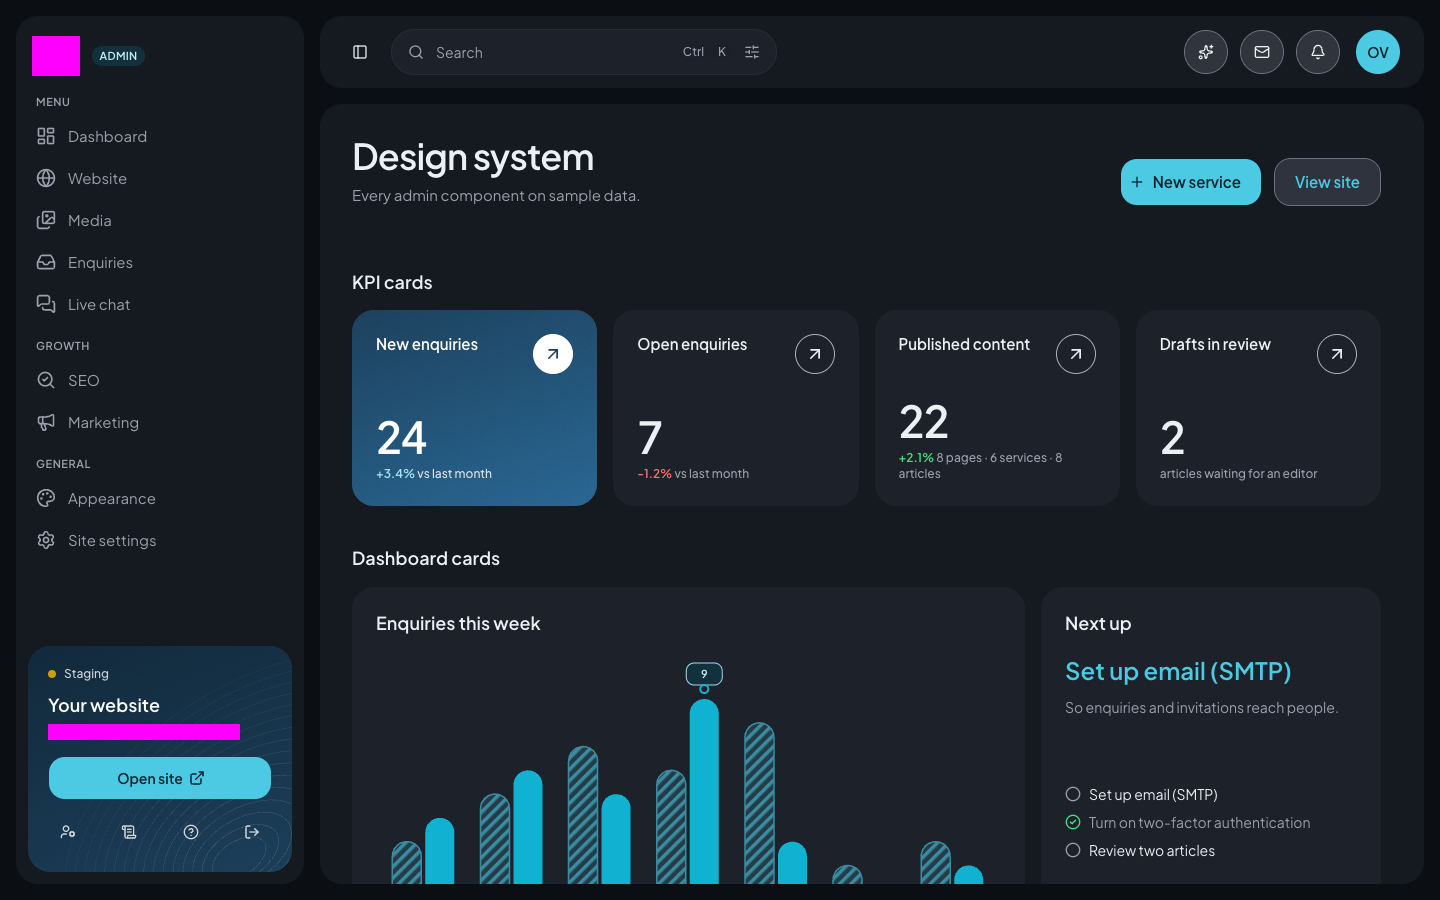 ADMIN
MENU
Dashboard
Website
Media
Enquiries
Live chat
GROWTH
SEO
Marketing
GENERAL
Appearance
Site settings
Staging
Your website
Open site
Search
Ctrl K
OV
Design system
Every admin component on sample data.
New service
View site
KPI cards
New enquiries
24
+3.4% vs last month
Open enquiries
7
-1.2% vs last month
Published content
22
+2.1% 8 pages · 6 services · 8
articles
Drafts in review
2
articles waiting for an editor
Dashboard cards
Enquiries this week
9
Next up
Set up email (SMTP)
So enquiries and invitations reach people.
Set up email (SMTP)
Turn on two-factor authentication
Review two articles